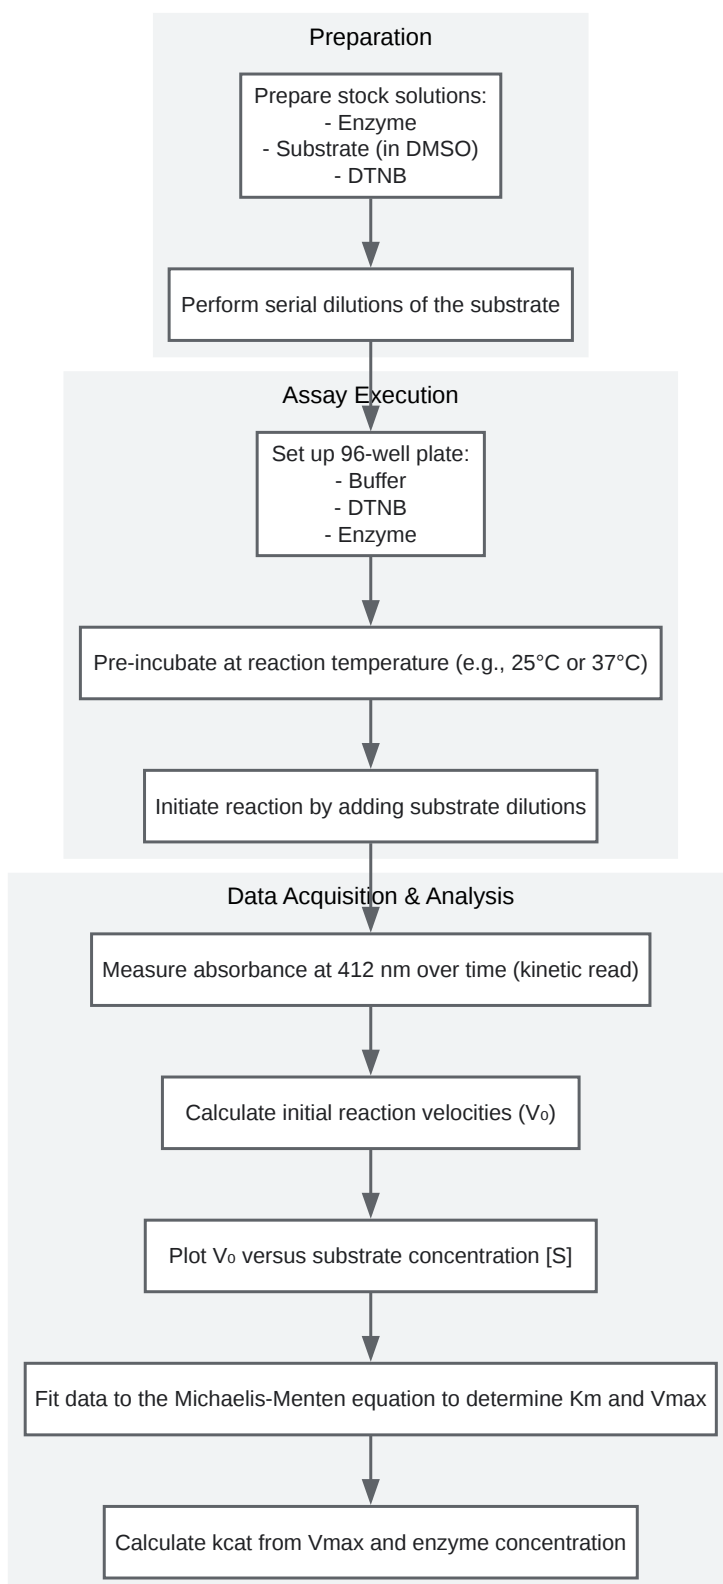 Preparation
Prepare stock solutions:
- Enzyme
- Substrate (in DMSO)
- DTNB
Perform serial dilutions of the substrate
Assay Execution
Set up 96-well plate:
- Buffer
- DTNB
- Enzyme
Pre-incubate at reaction temperature (e.g., 25°C or 37°C)
Initiate reaction by adding substrate dilutions
Data Acquisition & Analysis
Measure absorbance at 412 nm over time (kinetic read)
Calculate initial reaction velocities (V₀)
Plot V₀ versus substrate concentration [S]
Fit data to the Michaelis-Menten equation to determine Km and Vmax
Calculate kcat from Vmax and enzyme concentration